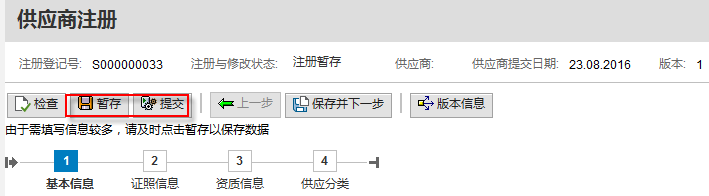 供应商注册
注册登记号: S000000033 注册与修改状态: 注册暂存 供应商: 供应商提交日期: 23.08.2016 版本: 1
检查 暂存 提交 上一步 保存并下一步 版本信息
由于需填写信息较多，请及时点击暂存以保存数据
1 2 3 4
基本信息 证照信息 资质信息 供应分类